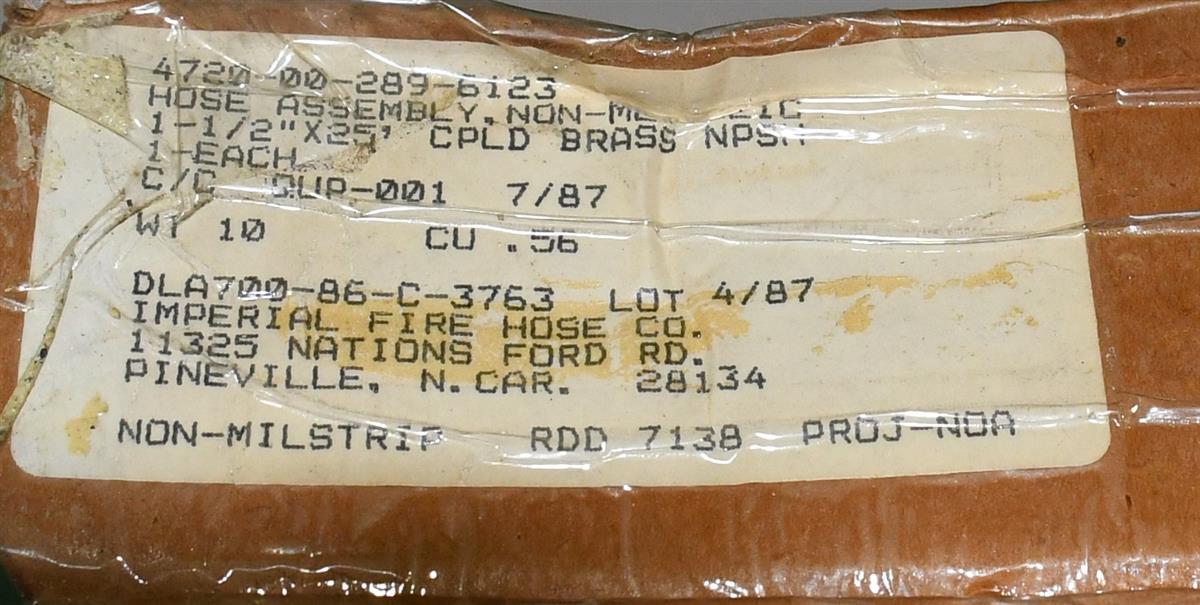 4720-00-289-6123
HOSE ASSEMBLY, NON-METALLIC
1-1/2"X25' CPLD BRASS NPSM
1-EACH
C/C QUP-001 7/87
WT 10 CU .56
DLA700-86-C-3763 LOT 4/87
IMPERIAL FIRE HOSE CO.
11325 NATIONS FORD RD.
PINEVILLE, N.CAR. 28134
NON-MILSTRIP RDD 7138 PROJ-NOA